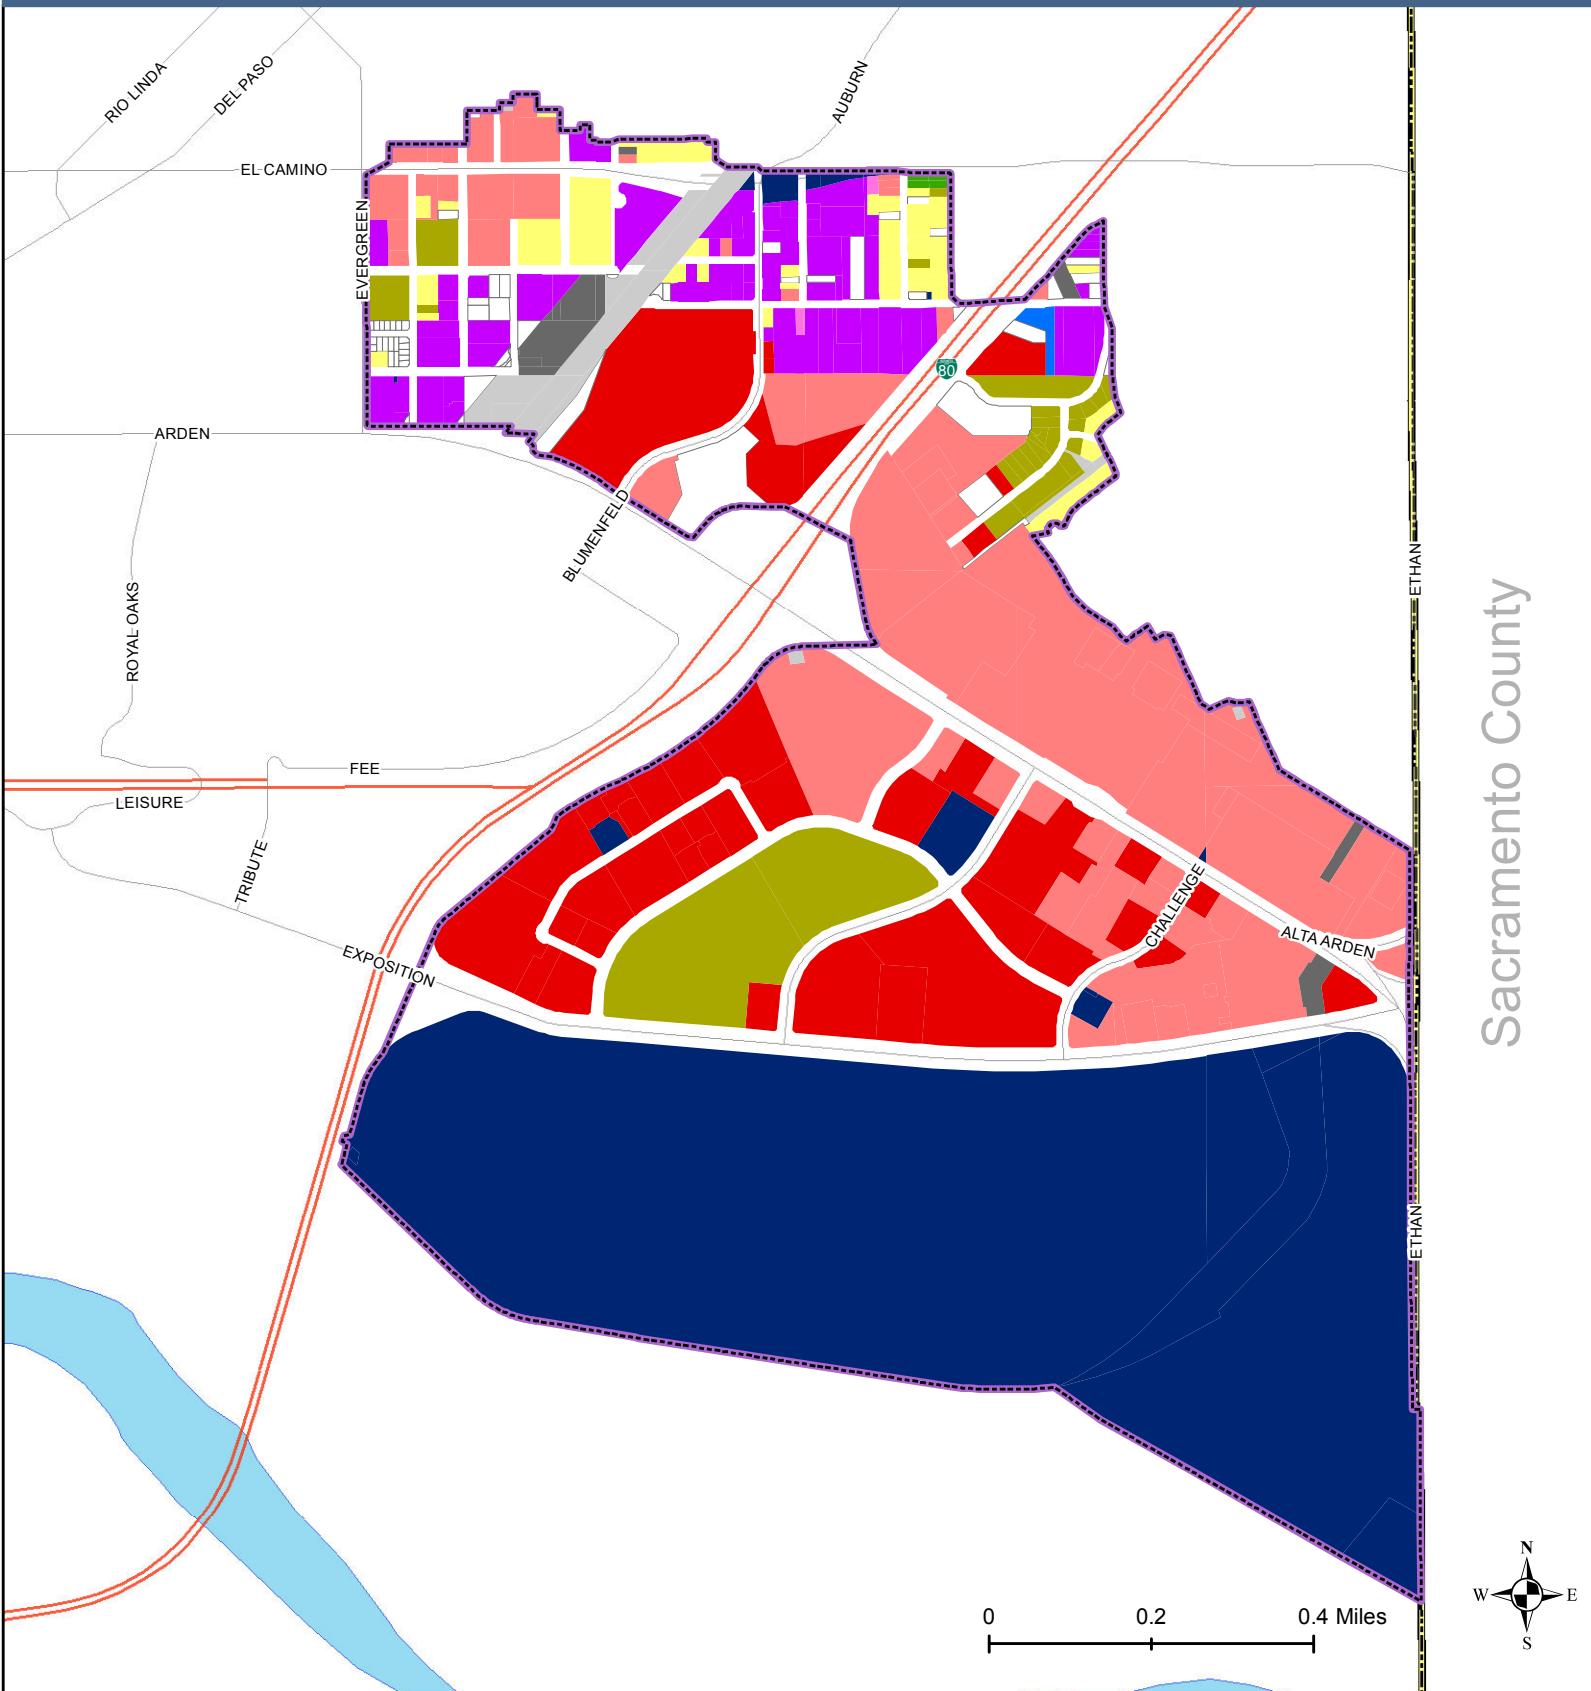 RIO LINDA
DEL PASO
AUBURN
EL CAMINO
EVERGREEN
80
ARDEN
BLUMENFELD
ETHAN
ROYAL OAKS
Sacramento County
FEE
LEISURE
TRIBUTE
CHALLENGE
ALTA ARDEN
EXPOSITION
ETHAN
N
W
E
S
0
0.2
0.4 Miles